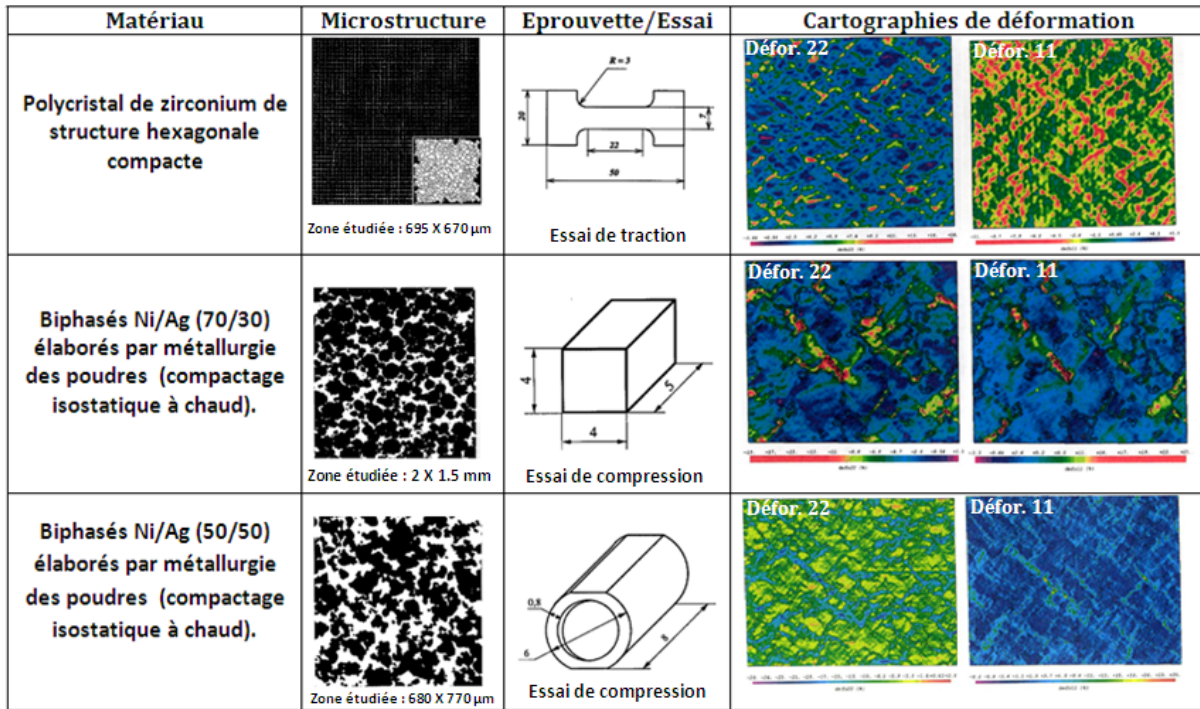 Matériau
Microstructure
Eprouvette/Essai
Cartographies de déformation
Polycristal de zirconium de
structure hexagonale
compacte
Zone étudiée : 695 X 670 µm
R = 3
20
7
22
50
Essai de traction
Défor. 22
Défor. 11
Biphasés Ni/Ag (70/30)
élaborés par métallurgie
des poudres (compactage
isostatique à chaud).
Zone étudiée : 2 X 1.5 mm
4
5
4
Essai de compression
Défor. 22
Défor. 11
Biphasés Ni/Ag (50/50)
élaborés par métallurgie
des poudres (compactage
isostatique à chaud).
Zone étudiée : 680 X 770 µm
0,8
6
8
Essai de compression
Défor. 22
Défor. 11